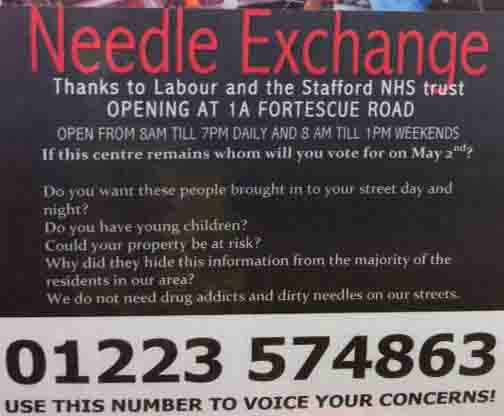 Needle Exchange
Thanks to Labour and the Stafford NHS trust
OPENING AT 1A FORTESCUE ROAD
OPEN FROM 8AM TILL 7PM DAILY AND 8 AM TILL 1PM WEEKENDS
If this centre remains whom will you vote for on May 2nd?
Do you want these people brought in to your street day and
night?
Do you have young children?
Could your property be at risk?
Why did they hide this information from the majority of the
residents in our area?
We do not need drug addicts and dirty needles on our streets.
01223 574863
USE THIS NUMBER TO VOICE YOUR CONCERNS!